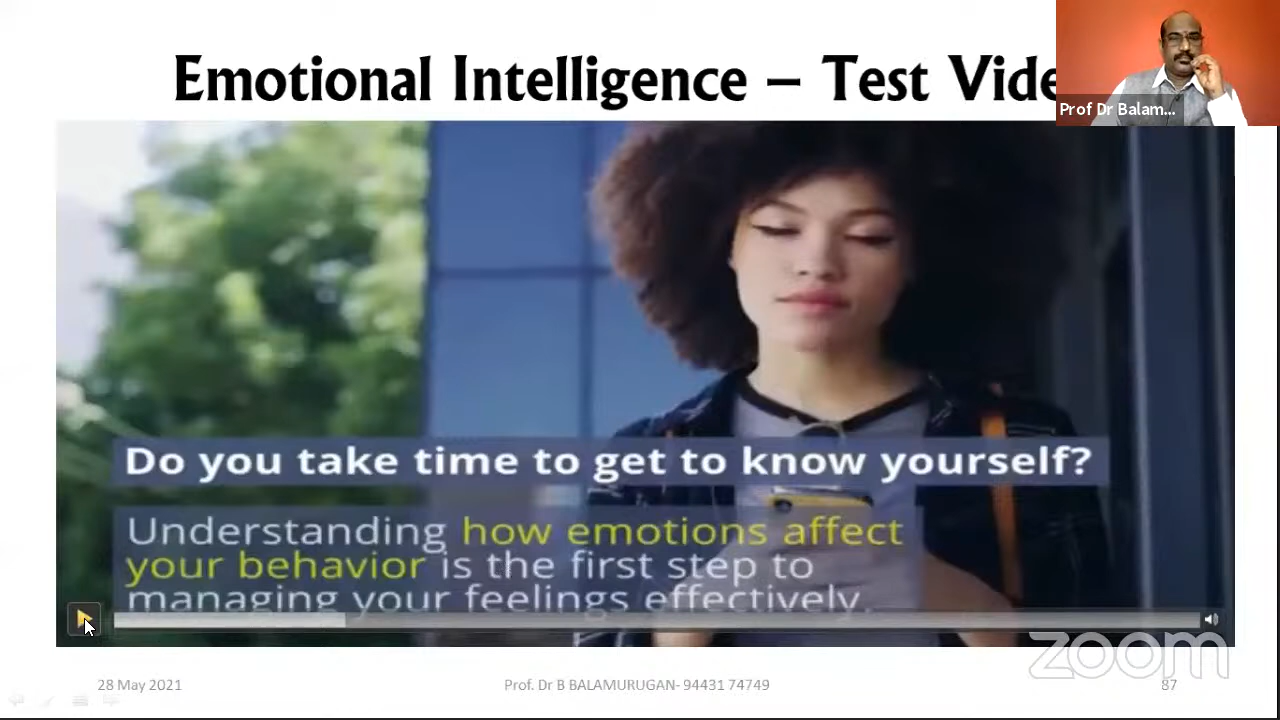 Emotional Intelligence – Test Vide
Prof Dr Balam...
Do you take time to get to know yourself?
Understanding how emotions affect
your behavior is the first step to
managing your feelings effectively.
zoom
28 May 2021
Prof. Dr B BALAMURUGAN- 94431 74749
87